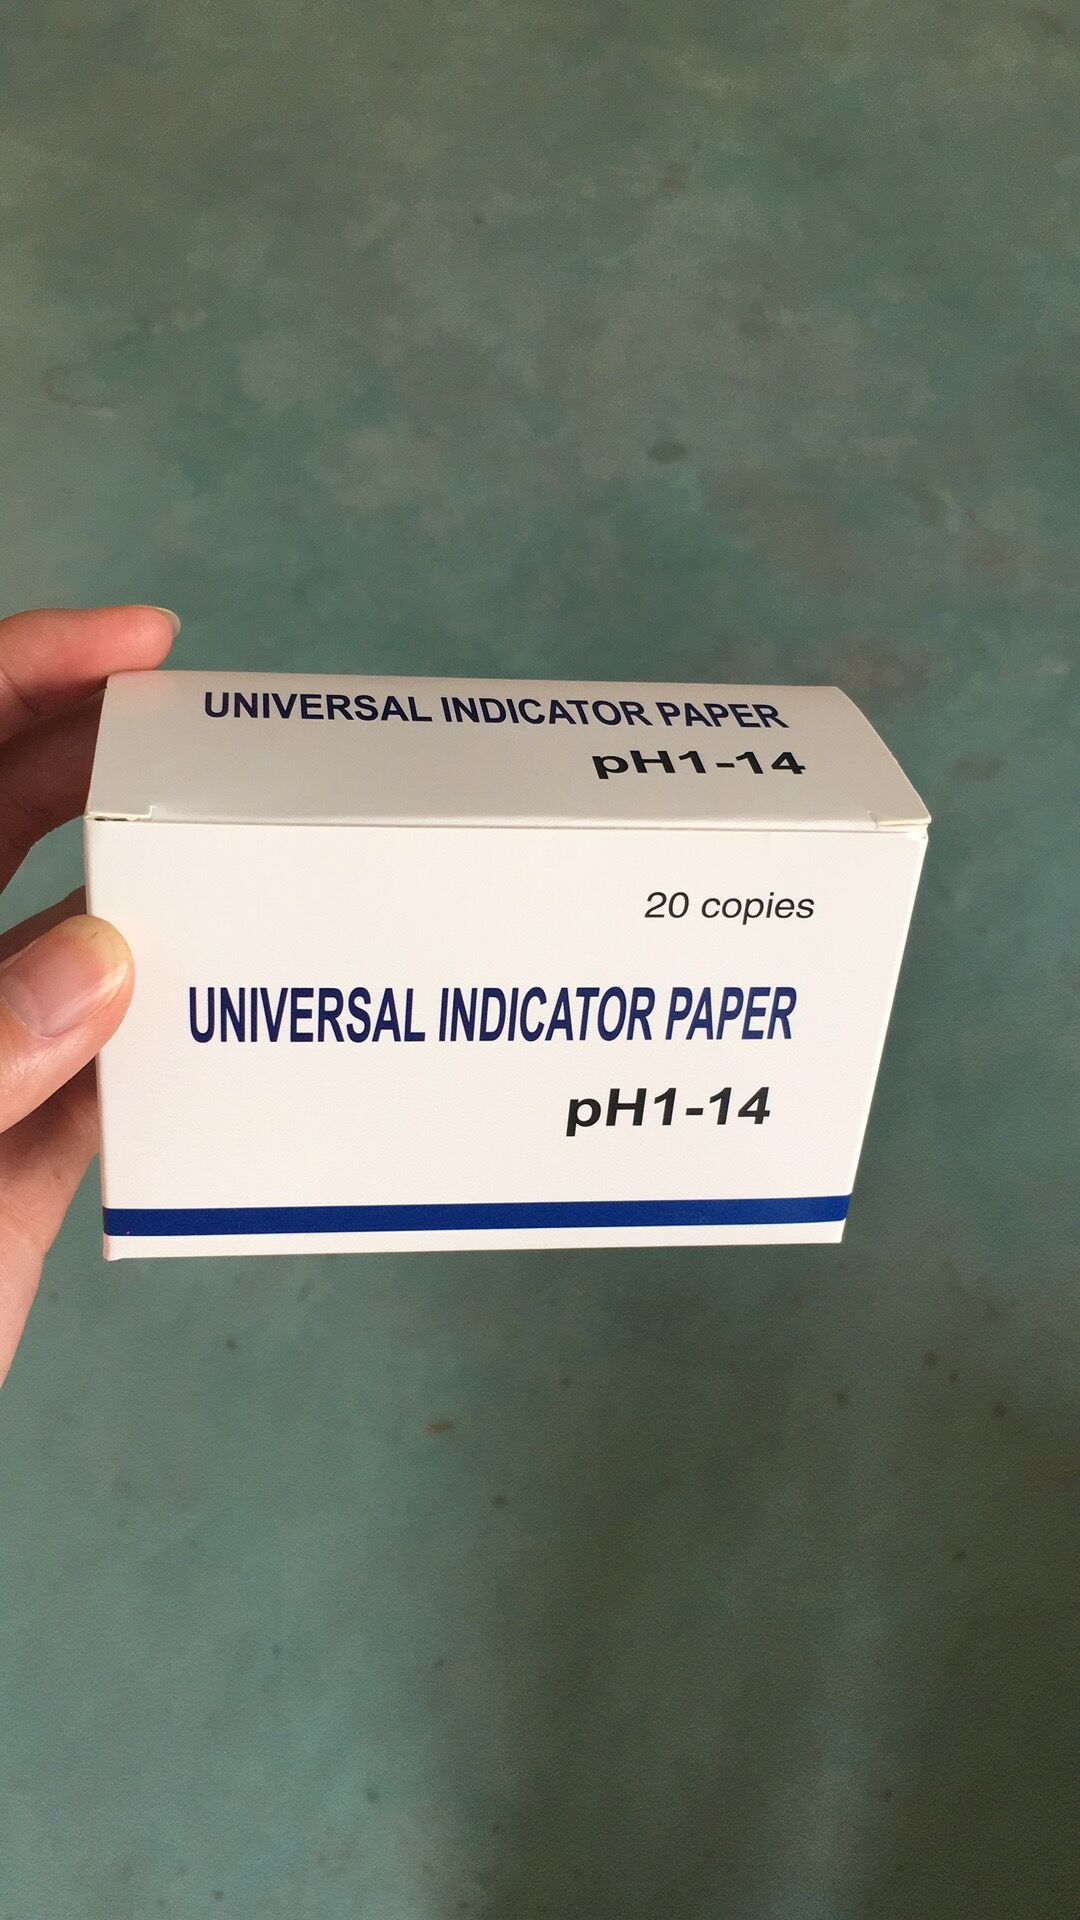 UNIVERSAL INDICATOR PAPER
pH1-14
20 copies
UNIVERSAL INDICATOR PAPER
pH1-14